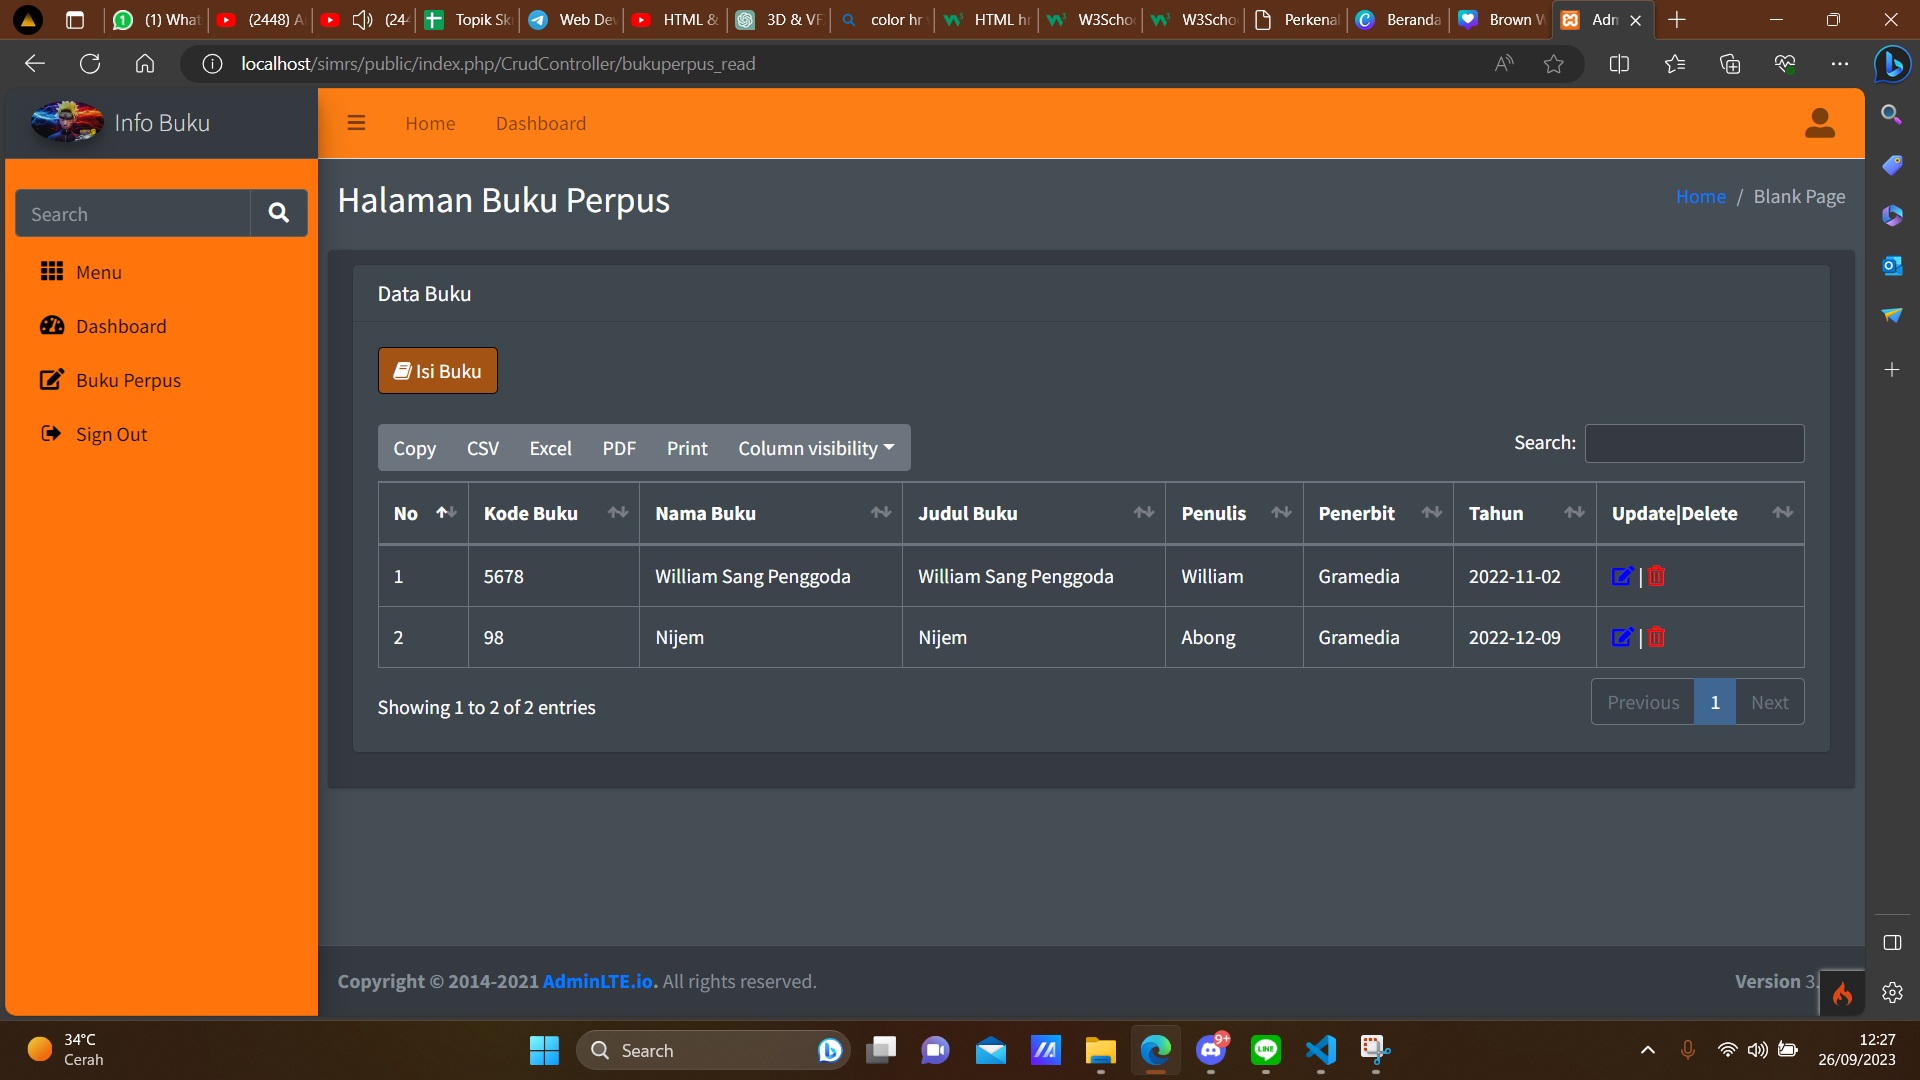 (1) What
(2448) A
(24
Topik Sk
Web De
HTML &
3D & VF
color hr
HTML hr
W3Scho
W3Scho
Perkenal
Beranda
Brown W
Adm
localhost/simrs/public/index.php/CrudController/bukuperpus_read
Info Buku
Home
Dashboard
Search
Menu
Dashboard
Buku Perpus
Sign Out
Halaman Buku Perpus
Home / Blank Page
Data Buku
Isi Buku
Copy CSV Excel PDF Print Column visibility
Search:
No Kode Buku Nama Buku Judul Buku Penulis Penerbit Tahun Update|Delete
1 5678 William Sang Penggoda William Sang Penggoda William Gramedia 2022-11-02 |
2 98 Nijem Nijem Abong Gramedia 2022-12-09 |
Showing 1 to 2 of 2 entries
Previous 1 Next
Copyright © 2014-2021 AdminLTE.io. All rights reserved.
Version 3.
34°C
Cerah
Search
9+
LINE
12:27
26/09/2023